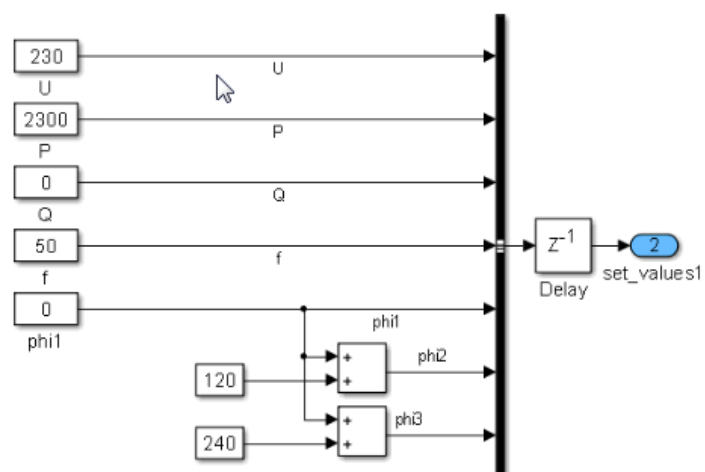 230
U
U
2300
P
P
0
Q
Q
50
f
f
z-1
Delay
2
set_values1
0
phi1
phi1
120
+
+
phi2
240
+
+
phi3